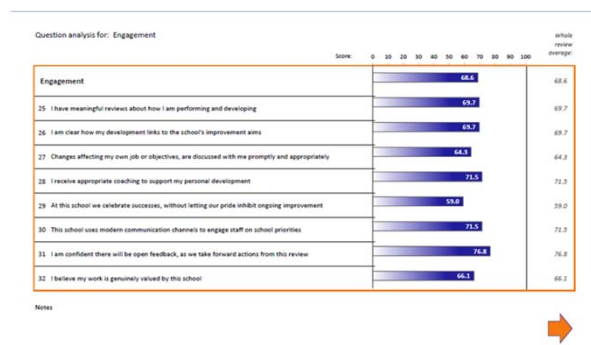 Question analysis for: Engagement
Whole
review
average:
Score: 0 10 20 30 40 50 60 70 80 90 100
Engagement 68.6 68.6
25 I have meaningful reviews about how I am performing and developing 69.7 69.7
26 I am clear how my development links to the school's improvement aims 69.7 69.7
27 Changes affecting my own job or objectives, are discussed with me promptly and appropriately 64.3 64.3
28 I receive appropriate coaching to support my personal development 71.5 71.5
29 At this school we celebrate successes, without letting our pride inhibit ongoing improvement 59.0 59.0
30 This school uses modern communication channels to engage staff on school priorities 71.5 71.5
31 I am confident there will be open feedback, as we take forward actions from this review 76.8 76.8
32 I believe my work is genuinely valued by this school 66.1 66.1
Notes